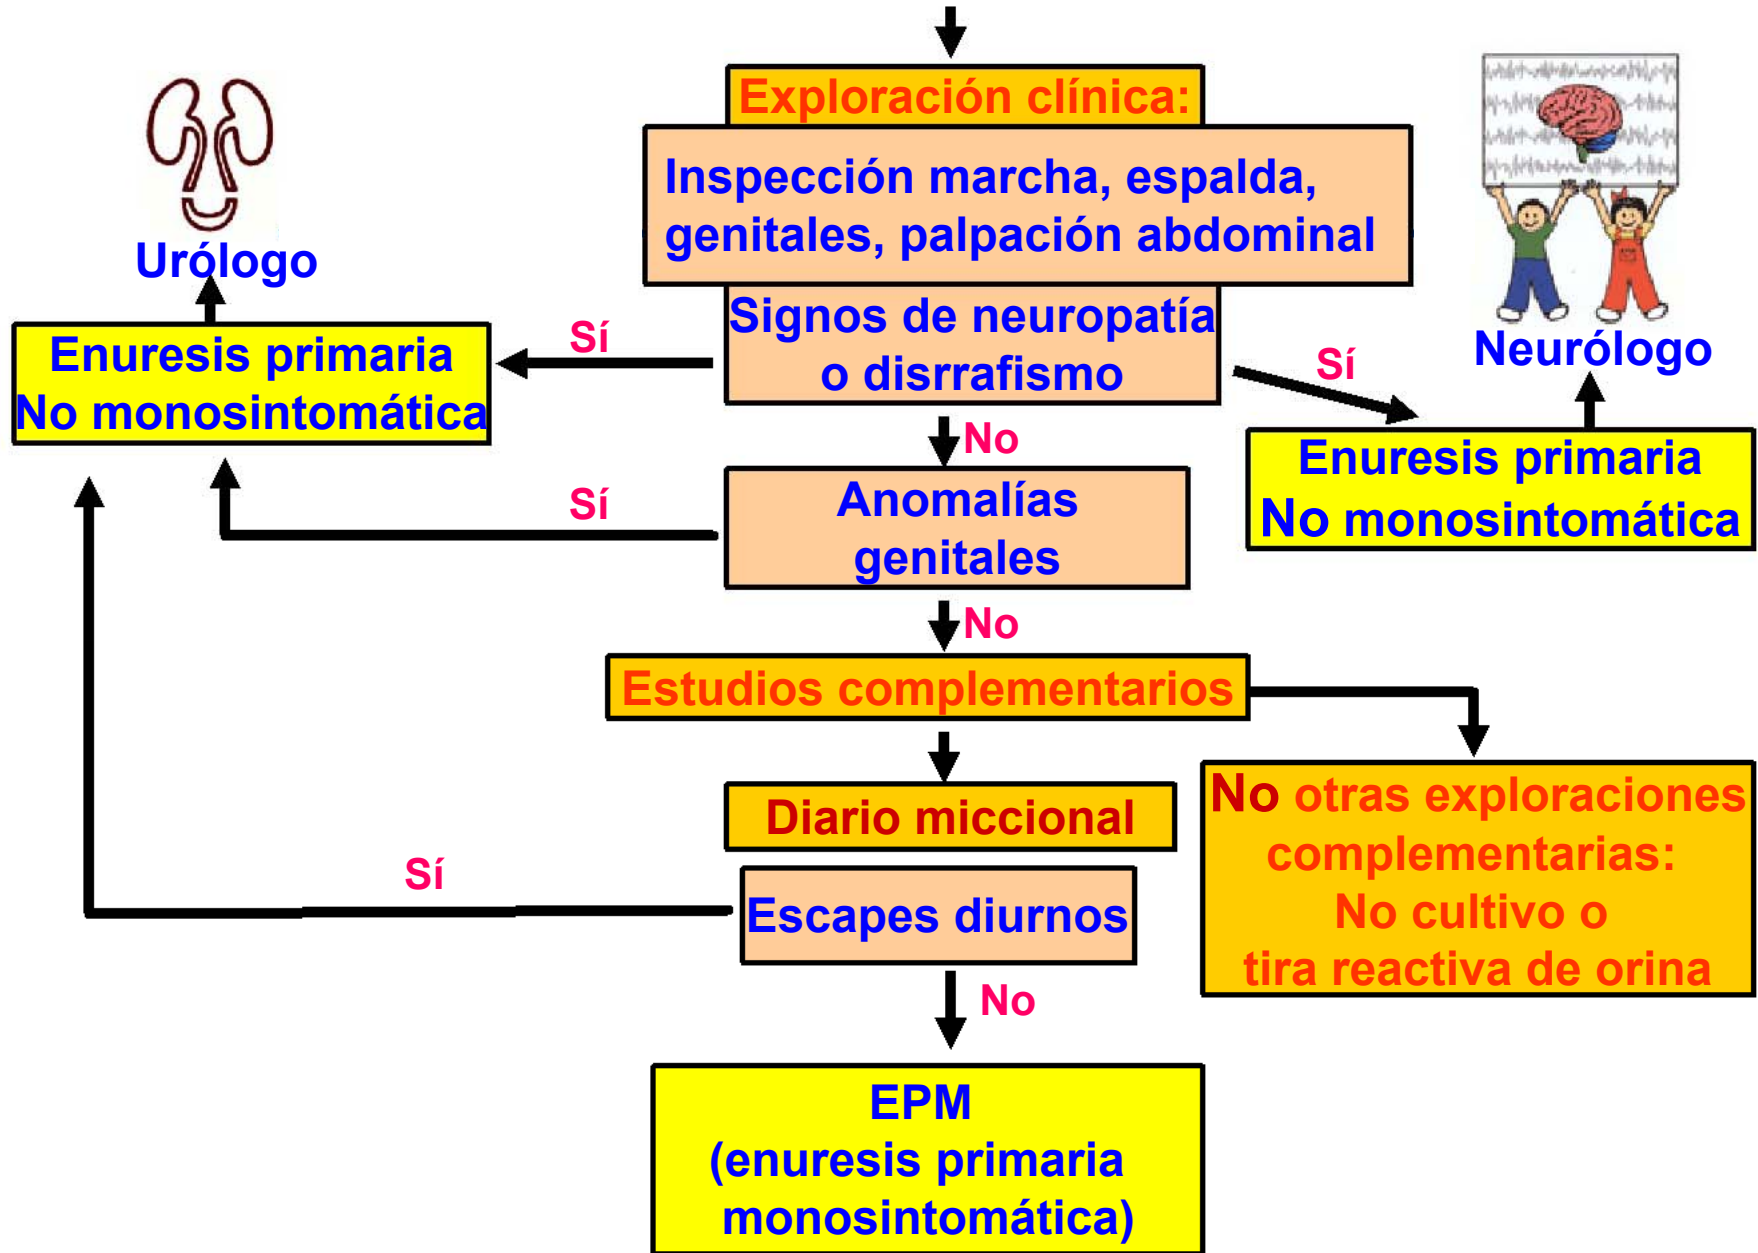 Exploración clínica:
Inspección marcha, espalda,
genitales, palpación abdominal
Urólogo
Signos de neuropatía
o disrrafismo
Sí
Enuresis primaria
No monosintomática
Sí
Neurólogo
Enuresis primaria
No monosintomática
No
Anomalías
genitales
Sí
No
Estudios complementarios
Diario miccional
No otras exploraciones
complementarias:
No cultivo o
tira reactiva de orina
Sí
Escapes diurnos
No
EPM
(enuresis primaria
monosintomática)